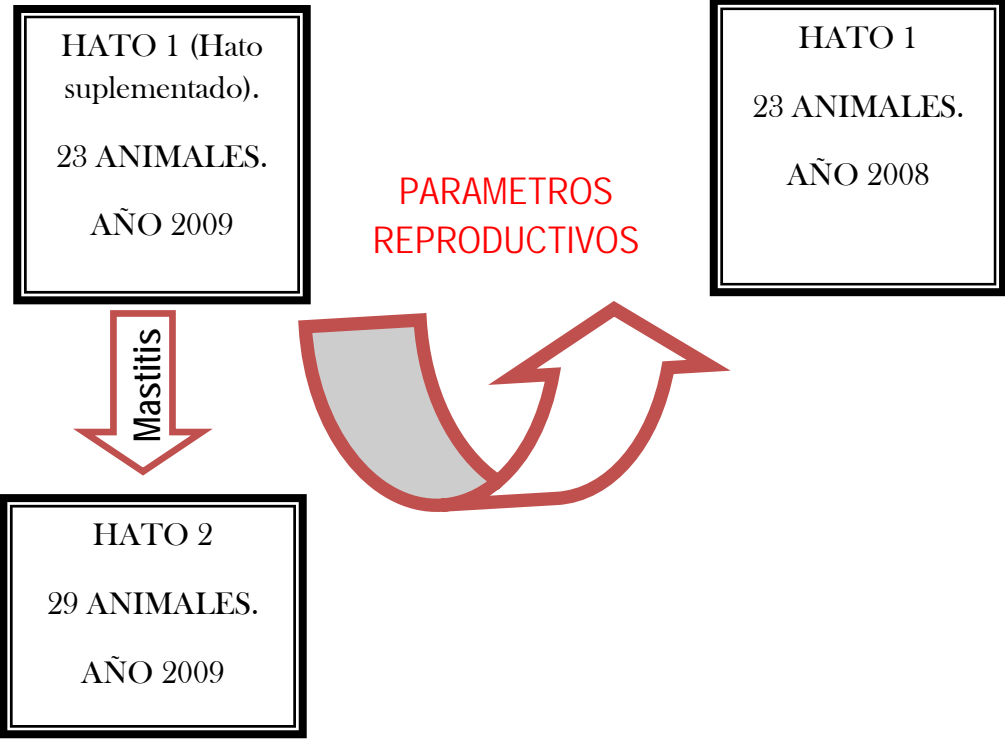 HATO 1 (Hato
suplementado).
23 ANIMALES.
AÑO 2009
HATO 1
23 ANIMALES.
AÑO 2008
PARAMETROS
REPRODUCTIVOS
Mastitis
HATO 2
29 ANIMALES.
AÑO 2009